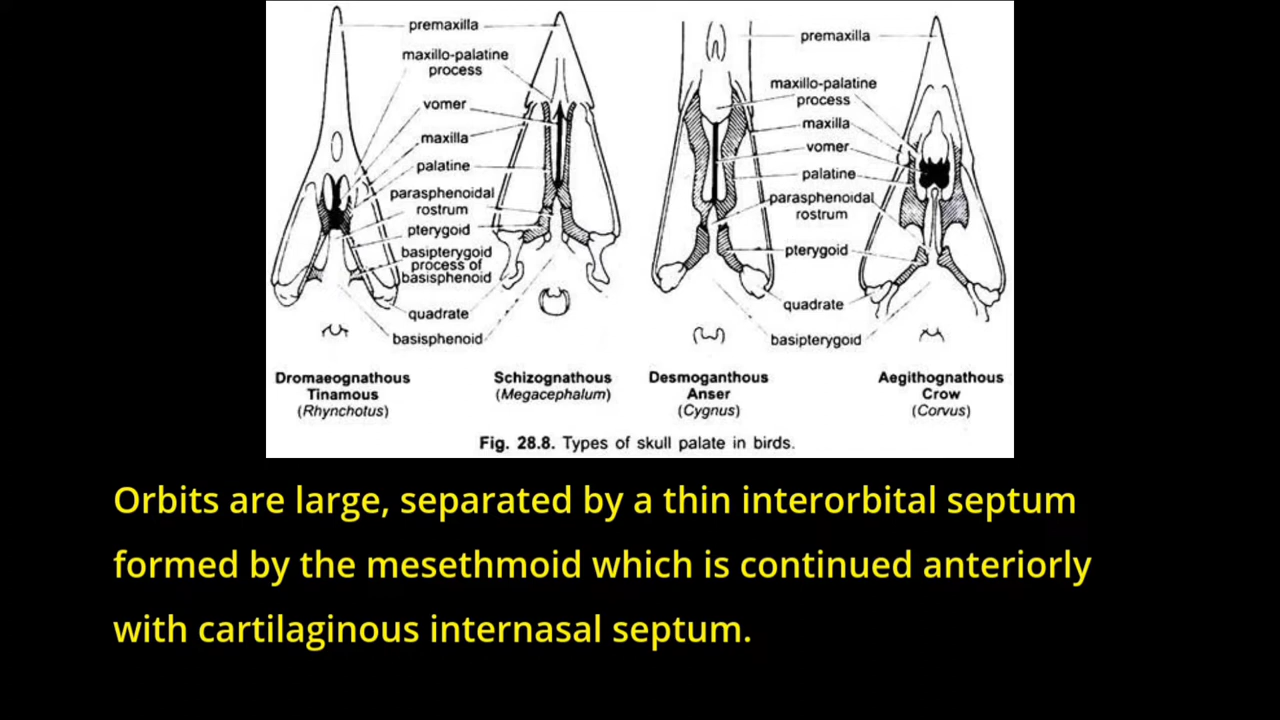 premaxilla
maxillo-palatine
process
vomer
maxilla
palatine
parasphenoidal
rostrum
pterygoid
basipterygoid
process of
basisphenoid
quadrate
basisphenoid
premaxilla
maxillo-palatine
process
maxilla
vomer
palatine
parasphenoidal
rostrum
pterygoid
quadrate
basipterygoid
Dromaeognathous
Tinamous
(Rhynchotus)
Schizognathous
(Megacephalum)
Desmoganthous
Anser
(Cygnus)
Aegithognathous
Crow
(Corvus)
Fig. 28.8. Types of skull palate in birds.
Orbits are large, separated by a thin interorbital septum
formed by the mesethmoid which is continued anteriorly
with cartilaginous internasal septum.